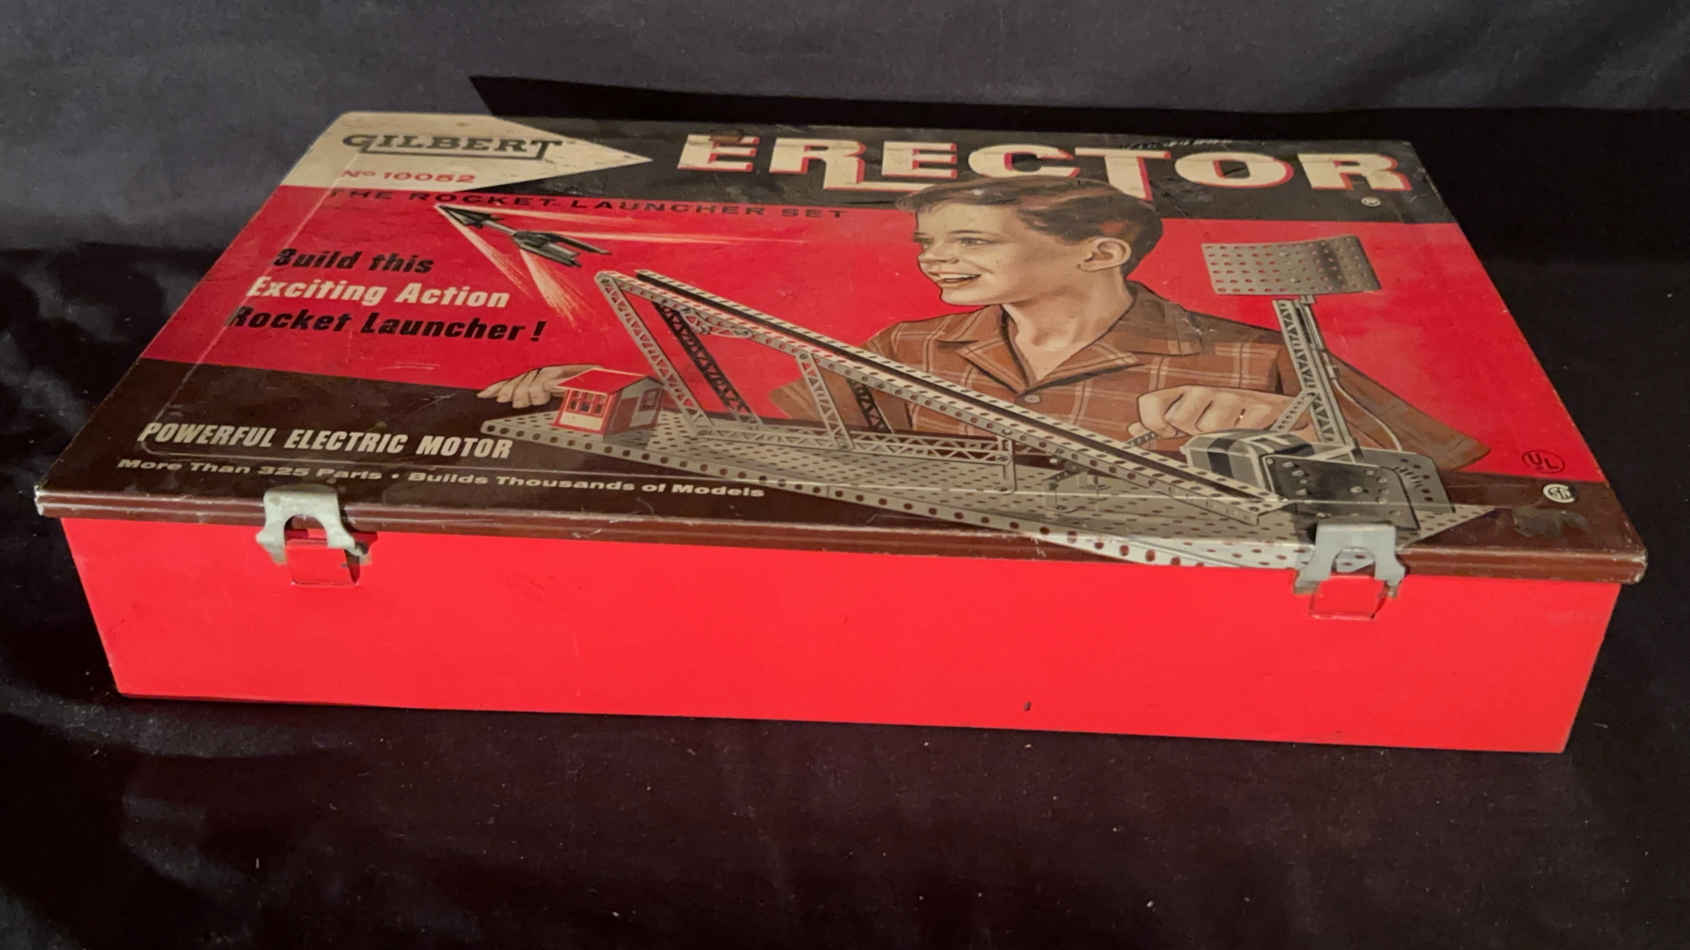 GILBERT
ERECTOR
®
No 10052
THE ROCKET LAUNCHER SET
Build this
Exciting Action
Rocket Launcher!
POWERFUL ELECTRIC MOTOR
More Than 325 Parts • Builds Thousands of Models
UL